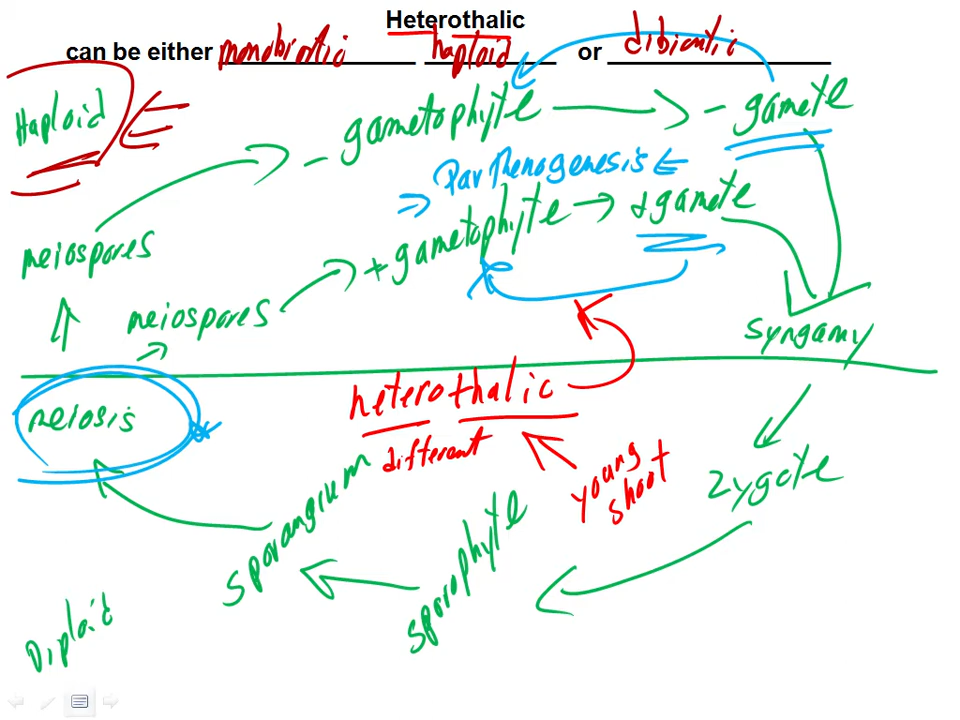 Heterothalic
can be either monobiotic haploid or dibiontic
Haploid
- gametophyte - gamete
Parthenogenesis
+ gametophyte + gamete
meiospores
meiospores
syngamy
meiosis
heterothalic
different
young
shoot
zygote
sporangium
sporophyte
Diploid